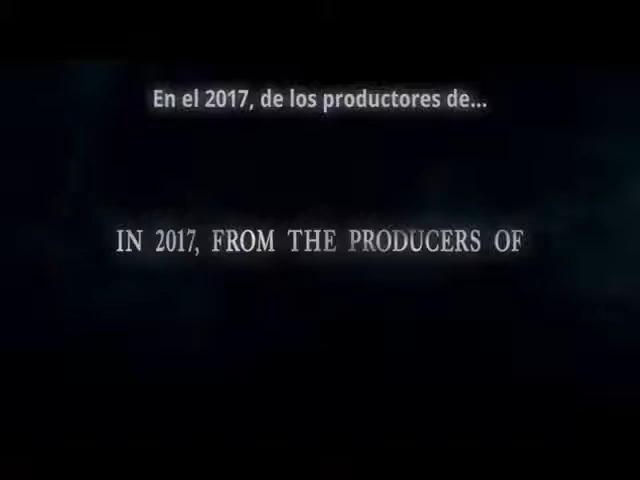 En el 2017, de los productores de...
IN 2017, FROM THE PRODUCERS OF